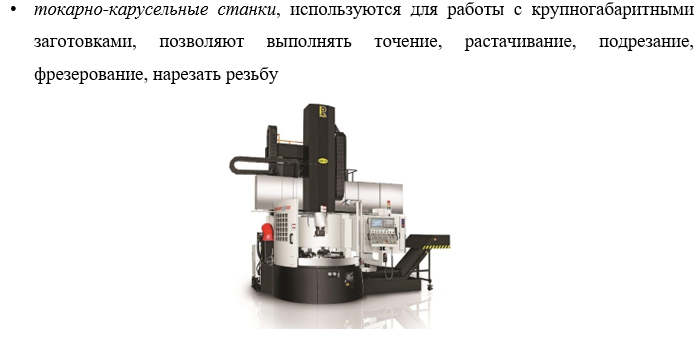 • токарно-карусельные станки, используются для работы с крупногабаритными
заготовками, позволяют выполнять точение, растачивание, подрезание,
фрезерование, нарезать резьбу